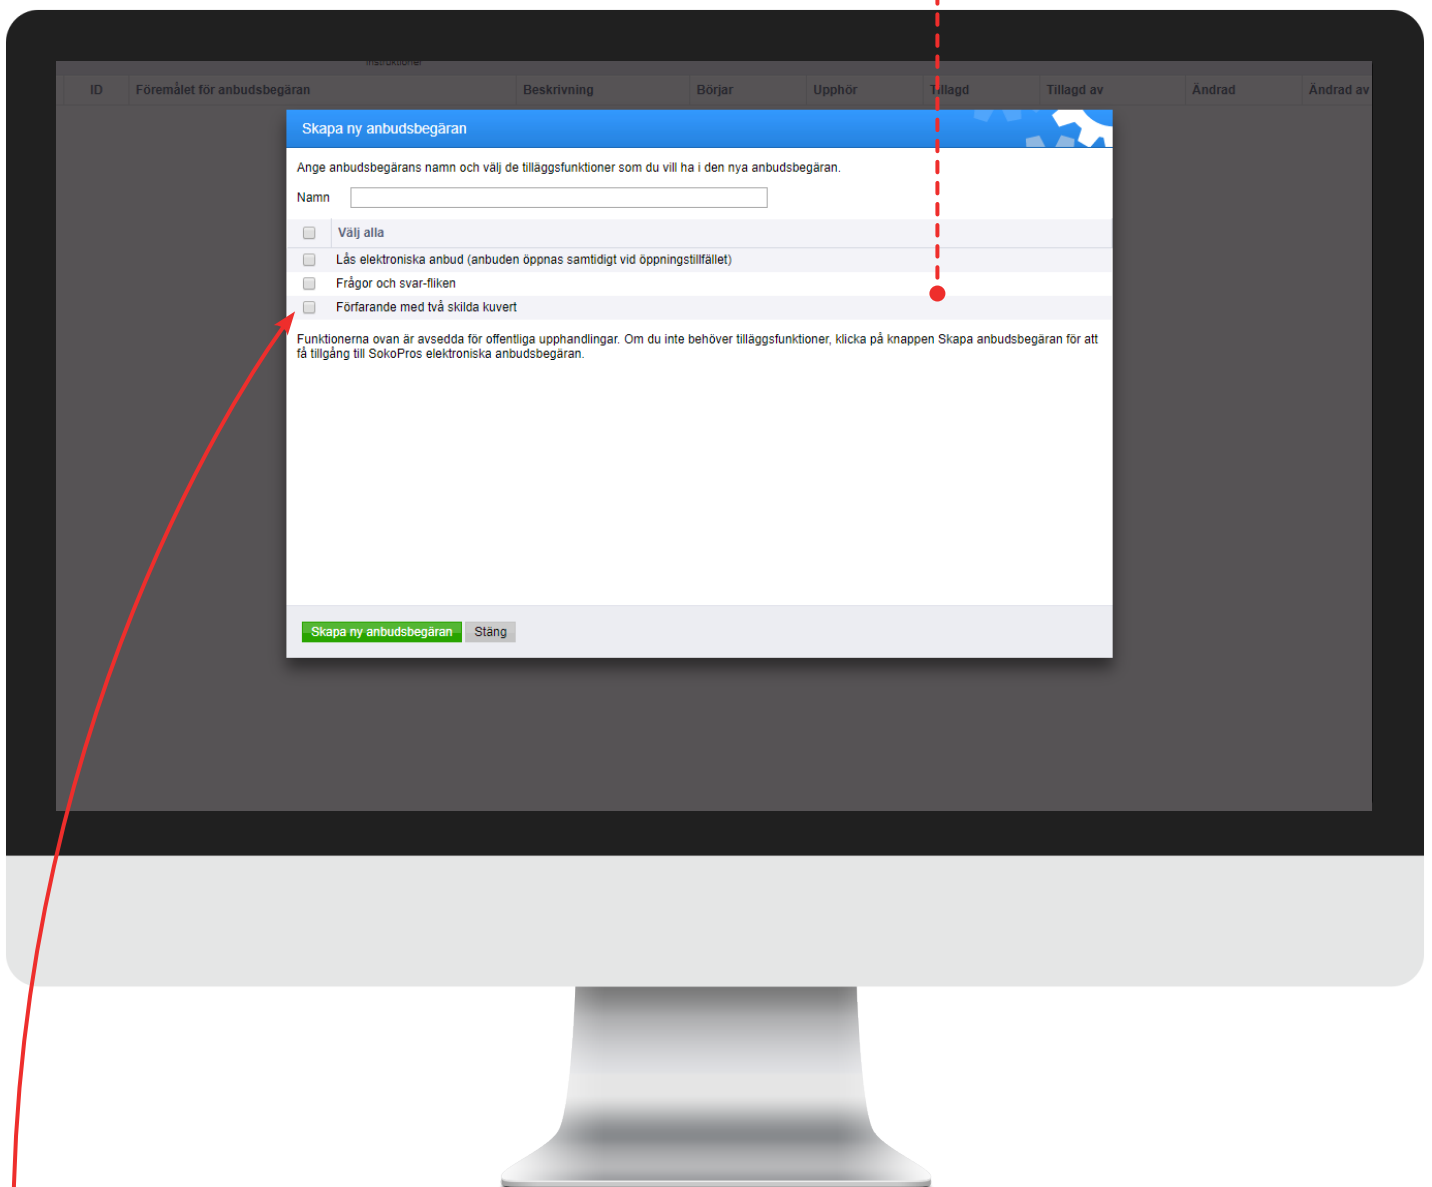 Instruktioner
ID Föremålet för anbudsbegäran Beskrivning Börjar Upphör Tillagd Tillagd av Ändrad Ändrad av
Skapa ny anbudsbegäran
Ange anbudsbegärans namn och välj de tilläggsfunktioner som du vill ha i den nya anbudsbegäran.
Namn
Välj alla
Lås elektroniska anbud (anbuden öppnas samtidigt vid öppningstillfället)
Frågor och svar-fliken
Förfarande med två skilda kuvert
Funktionerna ovan är avsedda för offentliga upphandlingar. Om du inte behöver tilläggsfunktioner, klicka på knappen Skapa anbudsbegäran för att
få tillgång till SokoPros elektroniska anbudsbegäran.
Skapa ny anbudsbegäran Stäng